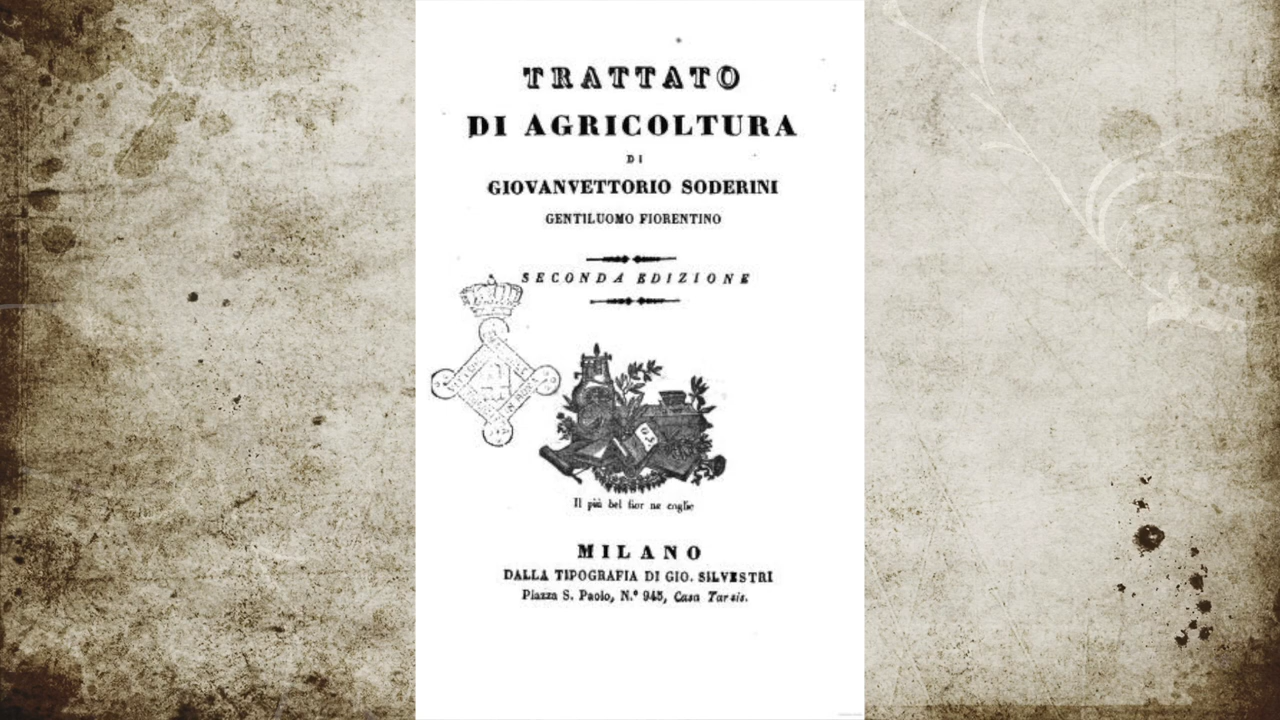 TRATTATO
DI AGRICOLTURA
DI
GIOVANVETTORIO SODERINI
GENTILUOMO FIORENTINO
SECONDA EDIZIONE
G.S.
Il più bel fior ne coglie
MILANO
DALLA TIPOGRAFIA DI GIO. SILVESTRI
Piazza S. Paolo, N.° 945, Casa Tarsis.